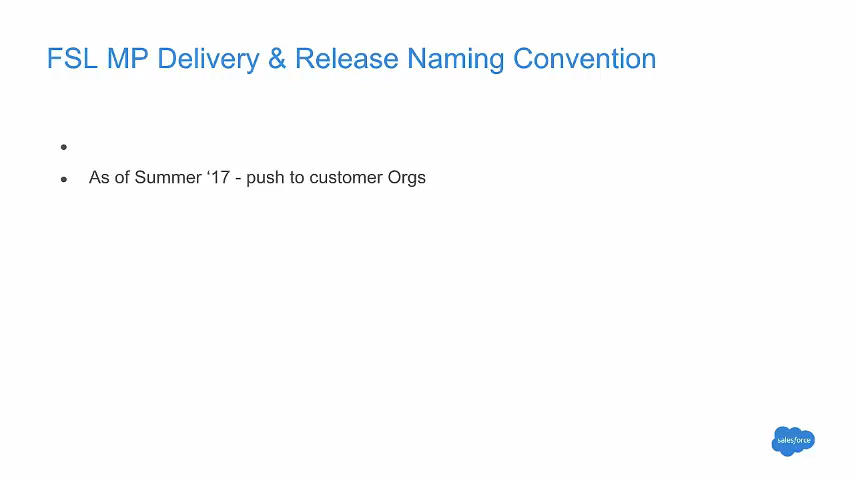 FSL MP Delivery & Release Naming Convention
•
• As of Summer ‘17 - push to customer Orgs
salesforce